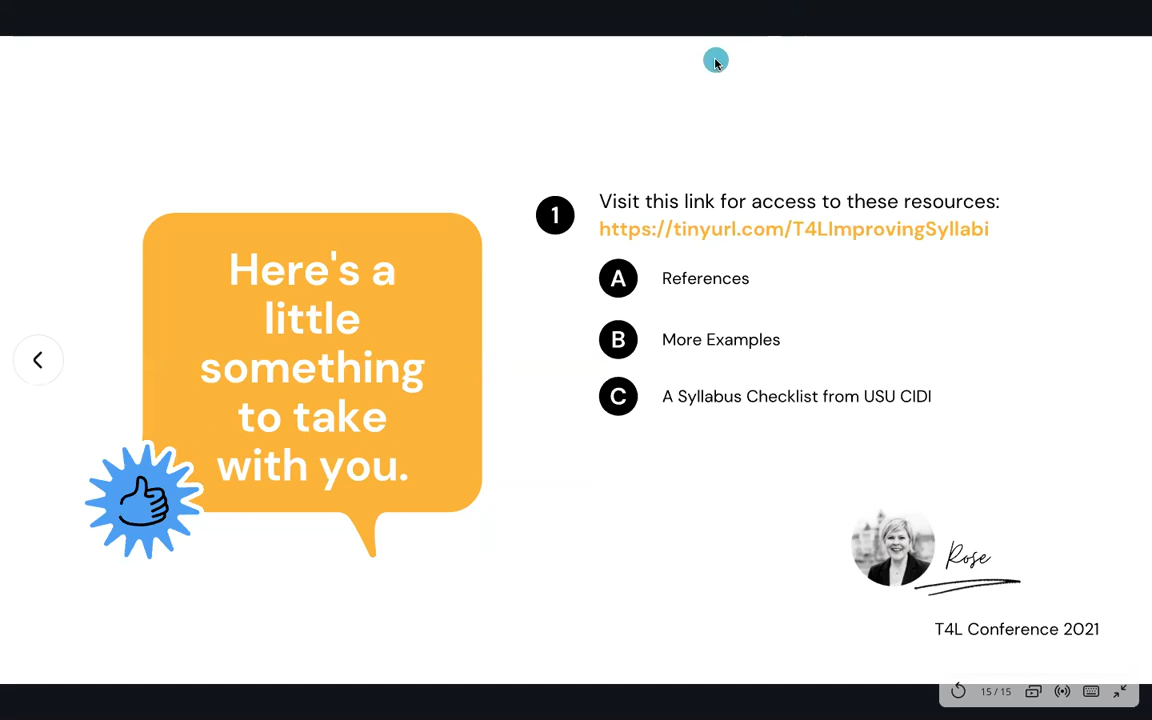 Here's a
little
something
to take
with you.
1
Visit this link for access to these resources:
https://tinyurl.com/T4LImprovingSyllabi
A
References
B
More Examples
C
A Syllabus Checklist from USU CIDI
Rose
T4L Conference 2021
15 / 15